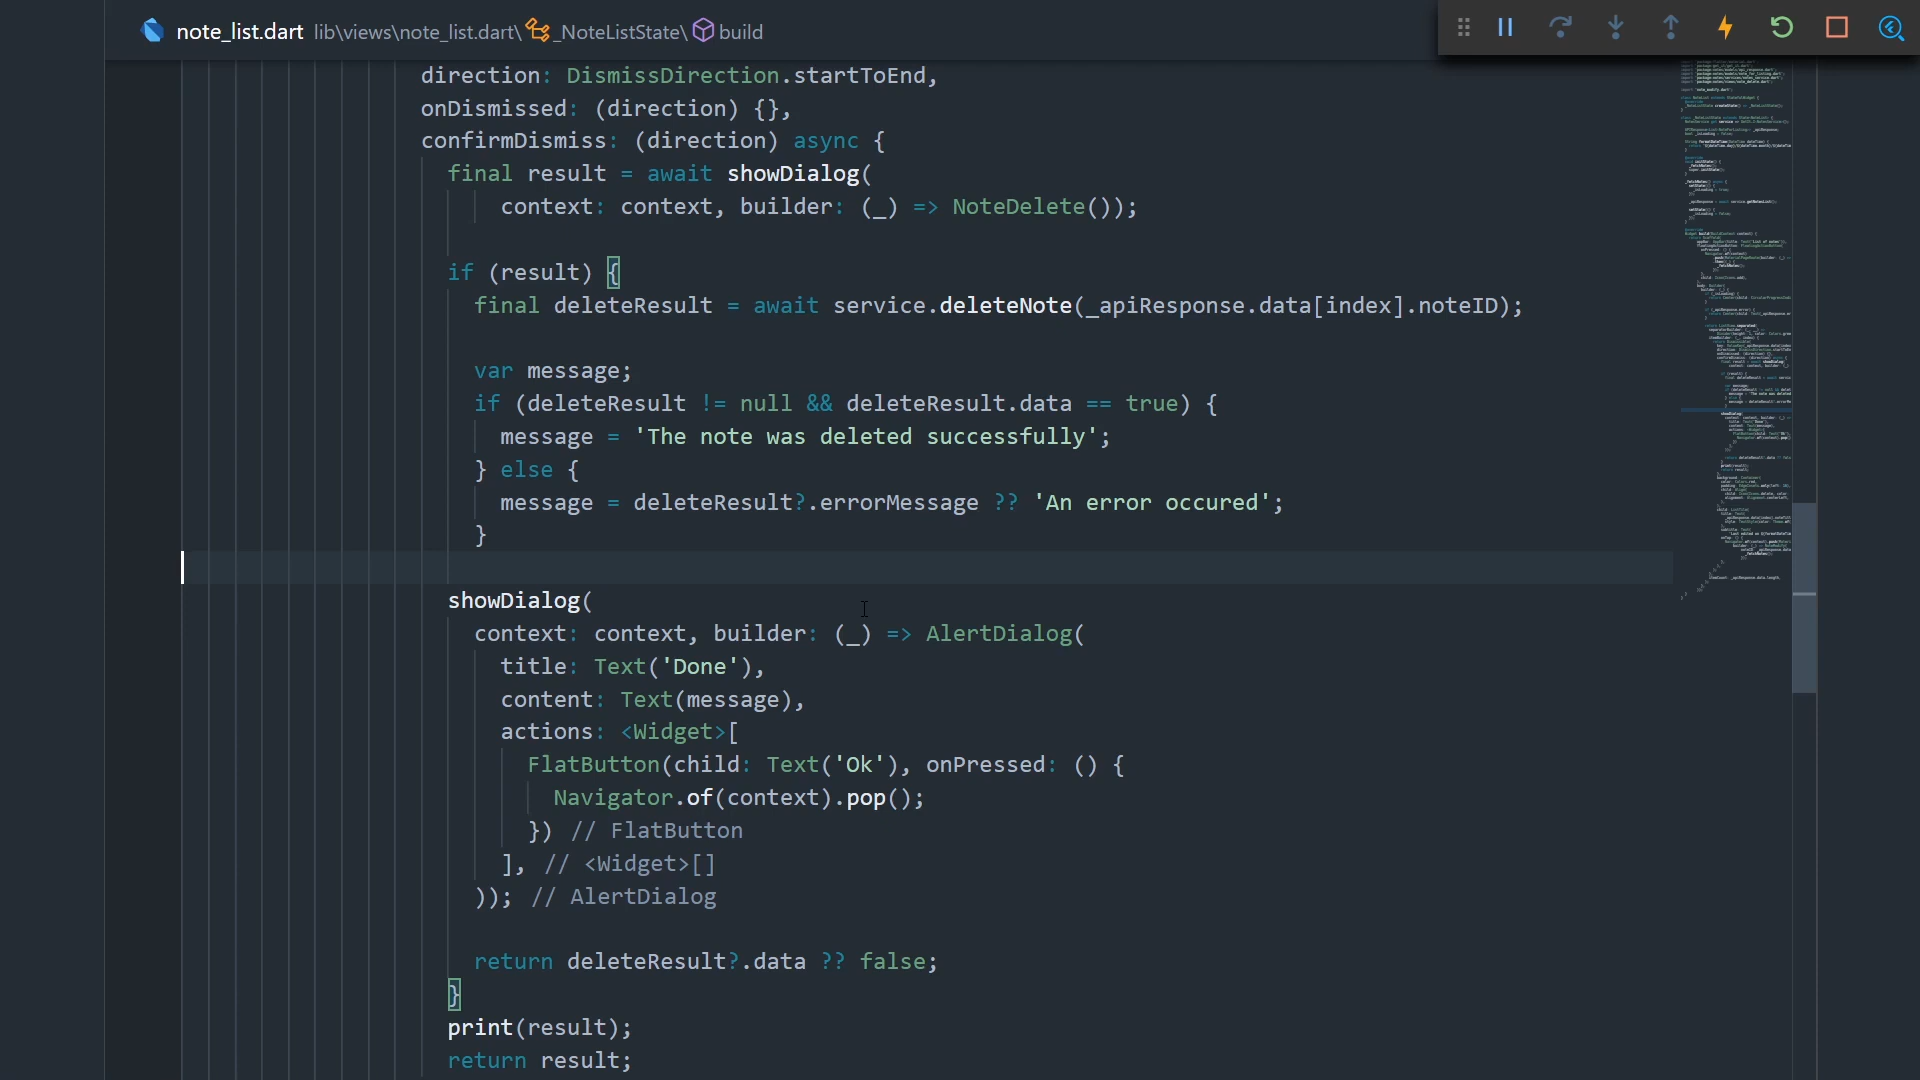 note_list.dart lib\views\note_list.dart\ _NoteListState\ build
direction: DismissDirection.startToEnd,
onDismissed: (direction) {},
confirmDismiss: (direction) async {
final result = await showDialog(
context: context, builder: (_) => NoteDelete());
if (result) {
final deleteResult = await service.deleteNote(_apiResponse.data[index].noteID);
var message;
if (deleteResult != null && deleteResult.data == true) {
message = 'The note was deleted successfully';
} else {
message = deleteResult?.errorMessage ?? 'An error occured';
}
showDialog(
context: context, builder: (_) => AlertDialog(
title: Text('Done'),
content: Text(message),
actions: <Widget>[
FlatButton(child: Text('Ok'), onPressed: () {
Navigator.of(context).pop();
}) // FlatButton
], // <Widget>[]
)); // AlertDialog
return deleteResult?.data ?? false;
}
print(result);
return result;